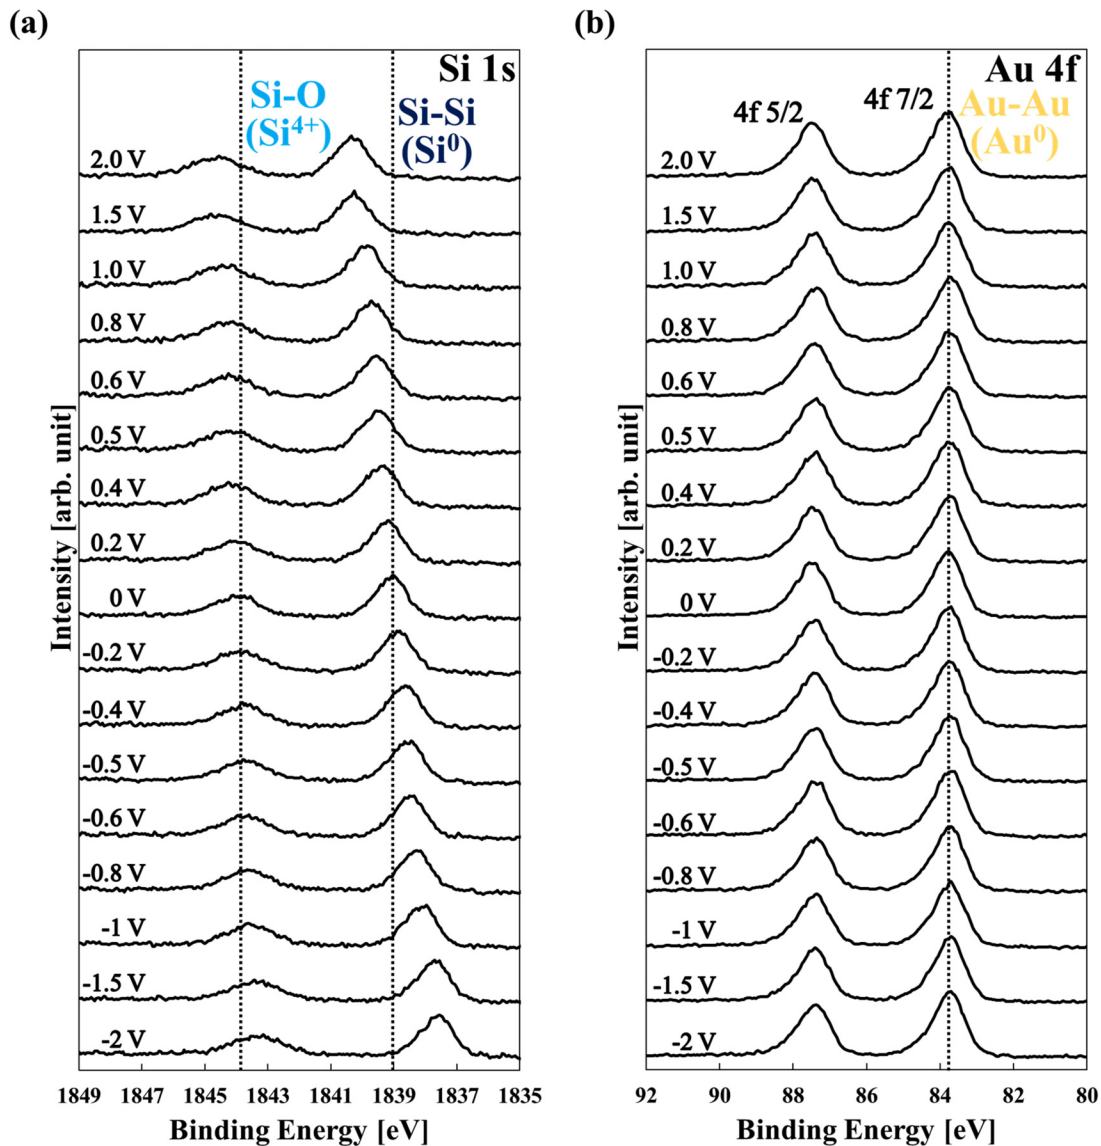 (a)
Si 1s
Si-O
(Si⁴⁺)
Si-Si
(Si⁰)
2.0 V
1.5 V
1.0 V
0.8 V
0.6 V
0.5 V
0.4 V
0.2 V
0 V
-0.2 V
-0.4 V
-0.5 V
-0.6 V
-0.8 V
-1 V
-1.5 V
-2 V
Intensity [arb. unit]
1849 1847 1845 1843 1841 1839 1837 1835
Binding Energy [eV]
(b)
Au 4f
4f 5/2
4f 7/2
Au-Au
(Au⁰)
2.0 V
1.5 V
1.0 V
0.8 V
0.6 V
0.5 V
0.4 V
0.2 V
0 V
-0.2 V
-0.4 V
-0.5 V
-0.6 V
-0.8 V
-1 V
-1.5 V
-2 V
Intensity [arb. unit]
92 90 88 86 84 82 80
Binding Energy [eV]